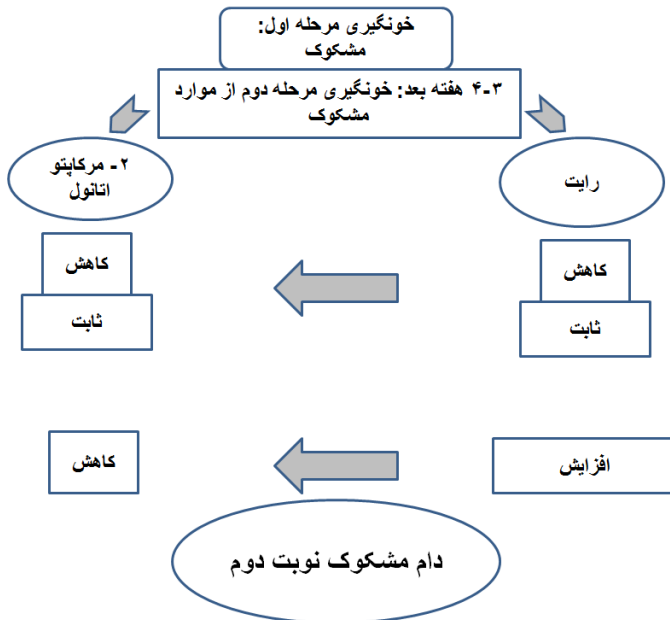 خونگیری مرحله اول:
مشکوک
۳-۴ هفته بعد: خونگیری مرحله دوم از موارد
مشکوک
رایت
۲- مرکاپتو
اتانول
کاهش
کاهش
ثابت
ثابت
افزایش
کاهش
دام مشکوک نوبت دوم